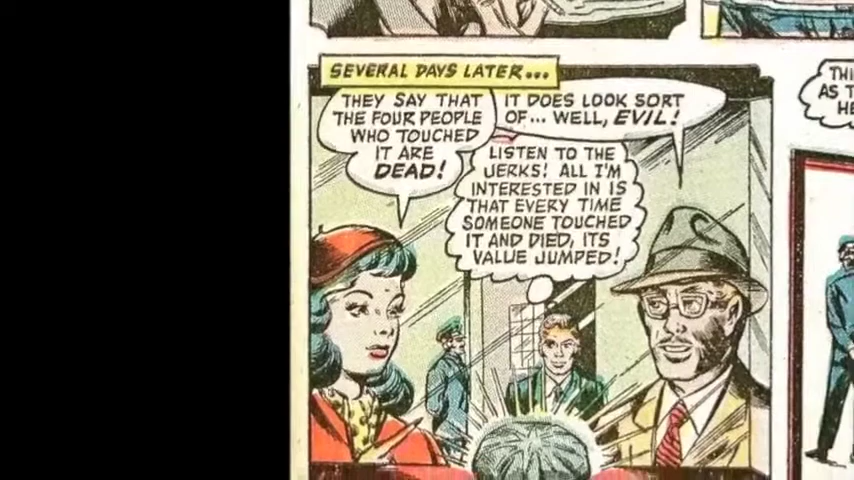 SEVERAL DAYS LATER...
THEY SAY THAT
THE FOUR PEOPLE
WHO TOUCHED
IT ARE
DEAD!
IT DOES LOOK SORT
OF... WELL, EVIL!
LISTEN TO THE
JERKS! ALL I'M
INTERESTED IN IS
THAT EVERY TIME
SOMEONE TOUCHED
IT AND DIED, ITS
VALUE JUMPED!
AS